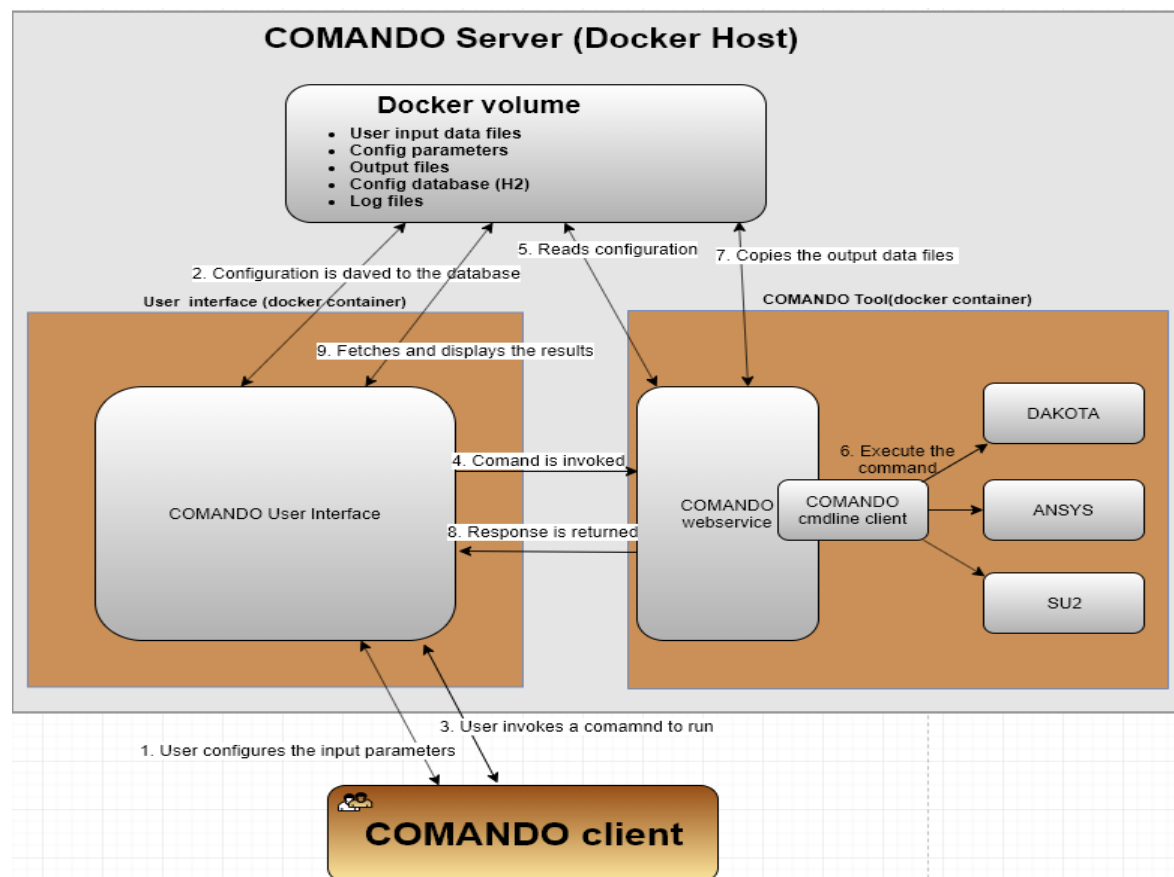 COMANDO Server (Docker Host)
Docker volume
• User input data files
• Config parameters
• Output files
• Config database (H2)
• Log files
5. Reads configuration
7. Copies the output data files
2. Configuration is daved to the database
User interface (docker container)
COMANDO Tool(docker container)
9. Fetches and displays the results
DAKOTA
4. Comand is invoked
6. Execute the
command
COMANDO User Interface
COMANDO
webservice
COMANDO
cmdline client
ANSYS
8. Response is returned
SU2
3. User invokes a comamnd to run
1. User configures the input parameters
COMANDO client